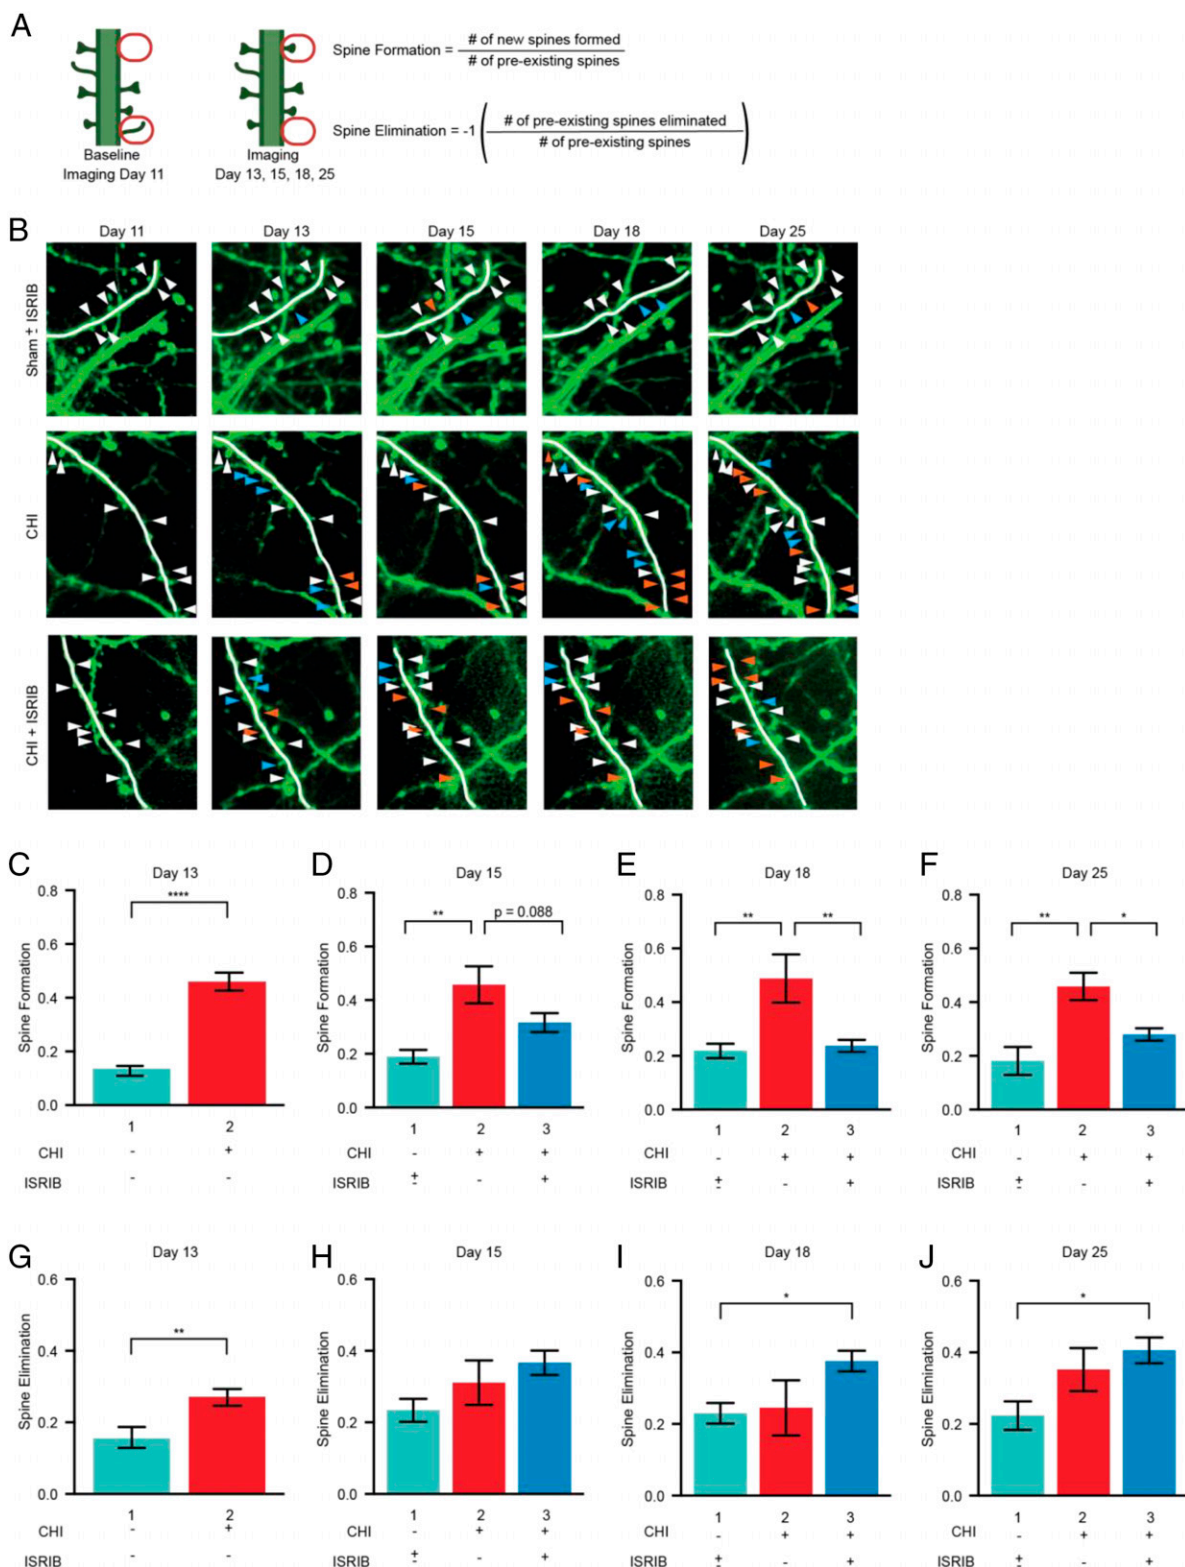 A
Spine Formation = # of new spines formed
# of pre-existing spines
Spine Elimination = -1 ( # of pre-existing spines eliminated )
# of pre-existing spines
Baseline
Imaging Day 11
Imaging
Day 13, 15, 18, 25
B
Day 11 Day 13 Day 15 Day 18 Day 25
Sham ± ISRIB
CHI
CHI + ISRIB
C
Day 13
****
Spine Formation
0.8
0.6
0.4
0.2
0.0
1 2
CHI - +
ISRIB - -
D
Day 15
** p = 0.088
Spine Formation
0.8
0.6
0.4
0.2
0.0
1 2 3
CHI - + +
ISRIB ± - +
E
Day 18
** **
Spine Formation
0.8
0.6
0.4
0.2
0.0
1 2 3
CHI - + +
ISRIB ± - +
F
Day 25
** *
Spine Formation
0.8
0.6
0.4
0.2
0.0
1 2 3
CHI - + +
ISRIB ± - +
G
Day 13
**
Spine Elimination
0.6
0.4
0.2
0.0
1 2
CHI - +
ISRIB - -
H
Day 15
Spine Elimination
0.6
0.4
0.2
0.0
1 2 3
CHI - + +
ISRIB ± - +
I
Day 18
*
Spine Elimination
0.6
0.4
0.2
0.0
1 2 3
CHI - + +
ISRIB ± - +
J
Day 25
*
Spine Elimination
0.6
0.4
0.2
0.0
1 2 3
CHI - + +
ISRIB ± - +